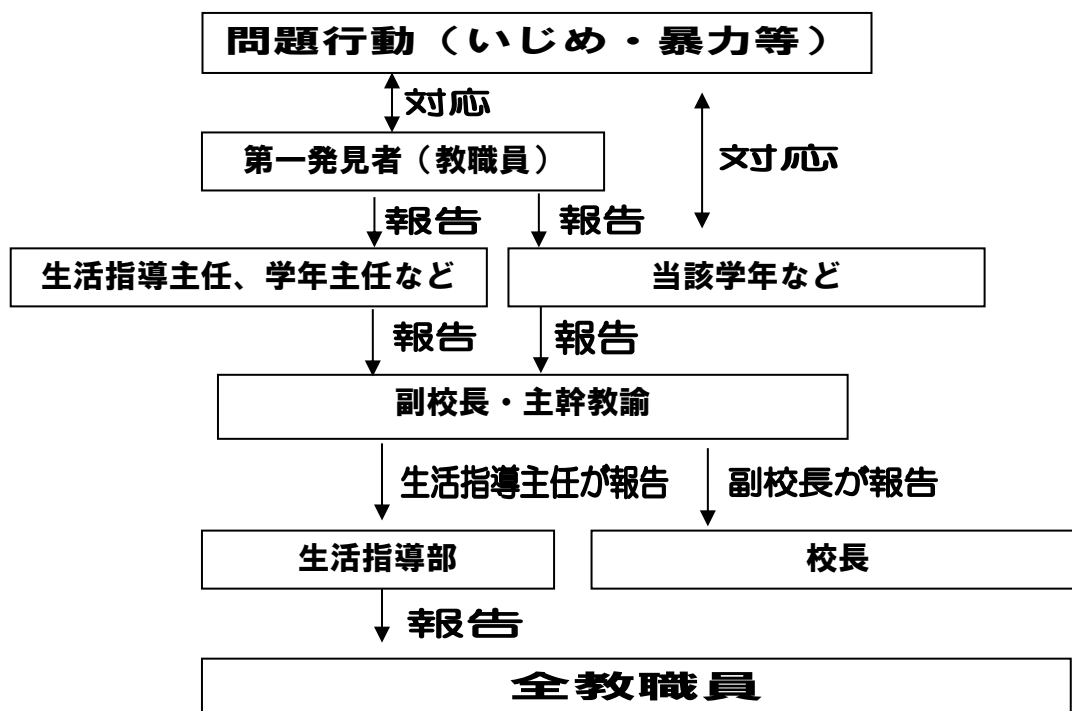 問題行動（いじめ・暴力等）
対応
第一発見者（教職員）
対応
報告
報告
生活指導主任、学年主任など
当該学年など
報告
報告
副校長・主幹教諭
生活指導主任が報告
副校長が報告
生活指導部
校長
報告
全教職員